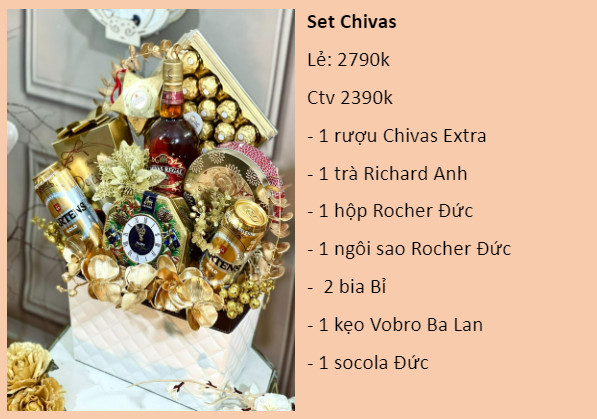 Set Chivas
Lẻ: 2790k
Ctv 2390k
- 1 rượu Chivas Extra
- 1 trà Richard Anh
- 1 hộp Rocher Đức
- 1 ngôi sao Rocher Đức
- 2 bia Bỉ
- 1 kẹo Vobro Ba Lan
- 1 socola Đức
REGAL